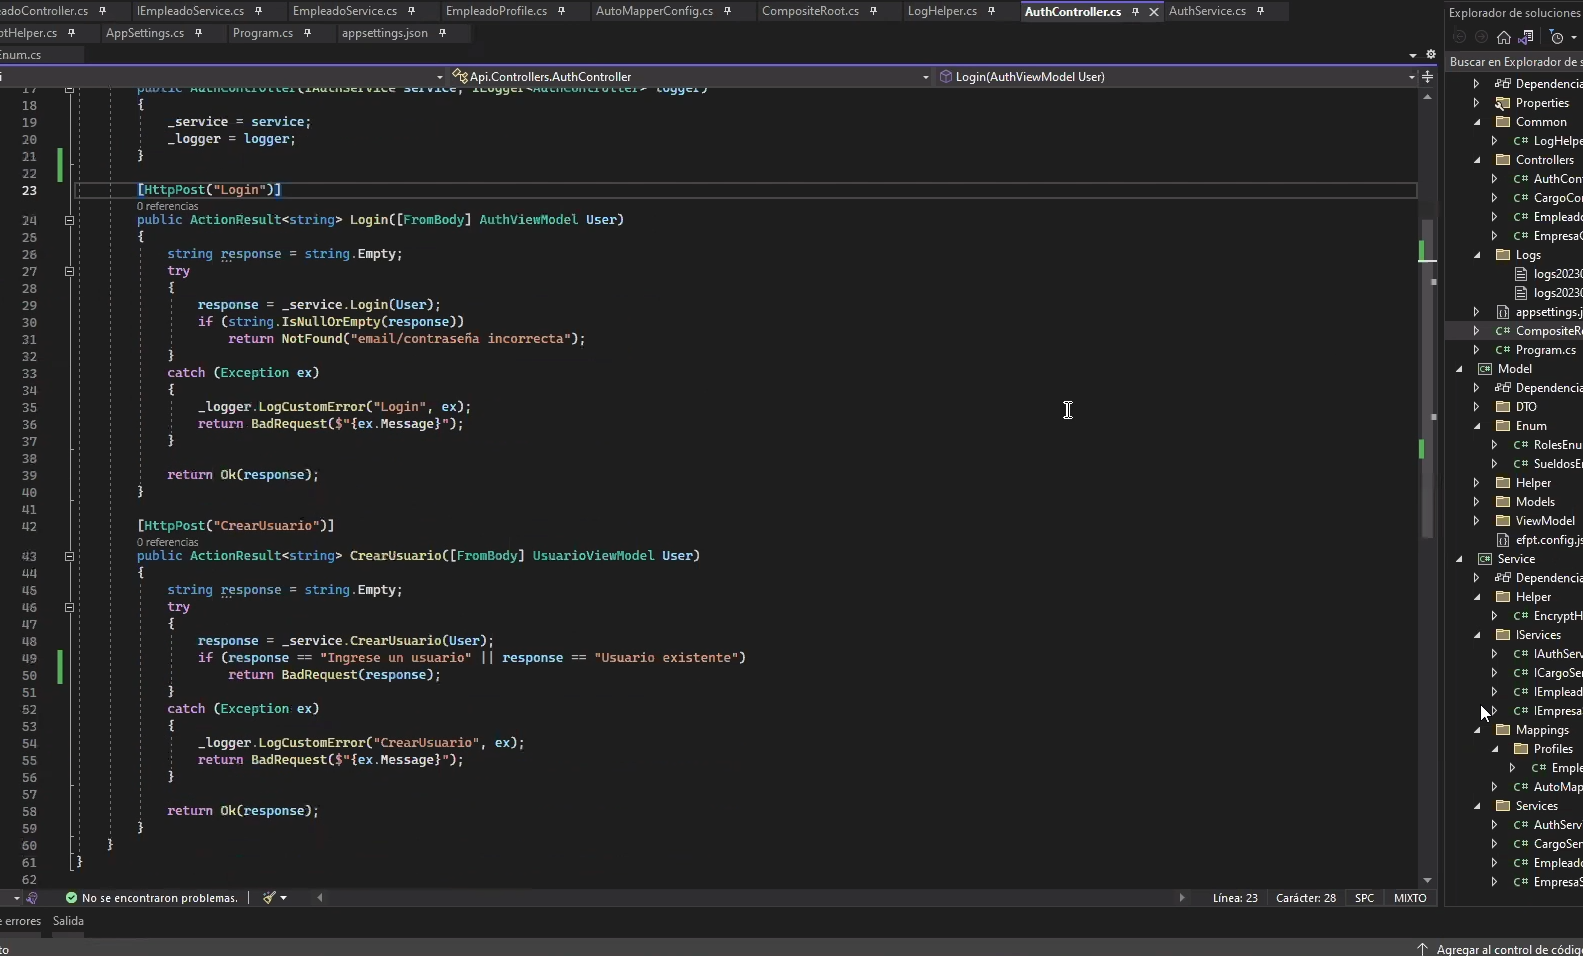 eadoController.cs IEmpleadoService.cs EmpleadoService.cs EmpleadoProfile.cs AutoMapperConfig.cs CompositeRoot.cs LogHelper.cs AuthController.cs AuthService.cs
ptHelper.cs AppSettings.cs Program.cs appsettings.json
Enum.cs
Api.Controllers.AuthController Login(AuthViewModel User)
17 public AuthController(IAuthService service, ILogger<AuthController> logger)
18 {
19 _service = service;
20 _logger = logger;
21 }
22
23 [HttpPost("Login")]
0 referencias
24 public ActionResult<string> Login([FromBody] AuthViewModel User)
25 {
26 string response = string.Empty;
27 try
28 {
29 response = _service.Login(User);
30 if (string.IsNullOrEmpty(response))
31 return NotFound("email/contraseña incorrecta");
32 }
33 catch (Exception ex)
34 {
35 _logger.LogCustomError("Login", ex);
36 return BadRequest($"{ex.Message}");
37 }
38
39 return Ok(response);
40 }
41
42 [HttpPost("CrearUsuario")]
0 referencias
43 public ActionResult<string> CrearUsuario([FromBody] UsuarioViewModel User)
44 {
45 string response = string.Empty;
46 try
47 {
48 response = _service.CrearUsuario(User);
49 if (response == "Ingrese un usuario" || response == "Usuario existente")
50 return BadRequest(response);
51 }
52 catch (Exception ex)
53 {
54 _logger.LogCustomError("CrearUsuario", ex);
55 return BadRequest($"{ex.Message}");
56 }
57
58 return Ok(response);
59 }
60 }
61 }
62
No se encontraron problemas. Línea: 23 Carácter: 28 SPC MIXTO
e errores Salida
to Agregar al control de códig
Explorador de soluciones
Buscar en Explorador de s
Dependencia
Properties
Common
C# LogHelpe
Controllers
C# AuthCon
C# CargoCo
C# Empleado
C# EmpresaC
Logs
logs2023
logs2023
appsettings.j
C# CompositeRo
C# Program.cs
C# Model
Dependencia
DTO
Enum
C# RolesEnu
C# SueldosEn
Helper
Models
ViewModel
efpt.config.js
C# Service
Dependencia
Helper
C# EncryptH
IServices
C# IAuthServ
C# ICargoSer
C# IEmplead
C# IEmpresa
Mappings
Profiles
C# Emple
C# AutoMap
Services
C# AuthServ
C# CargoSer
C# Empleado
C# EmpresaS